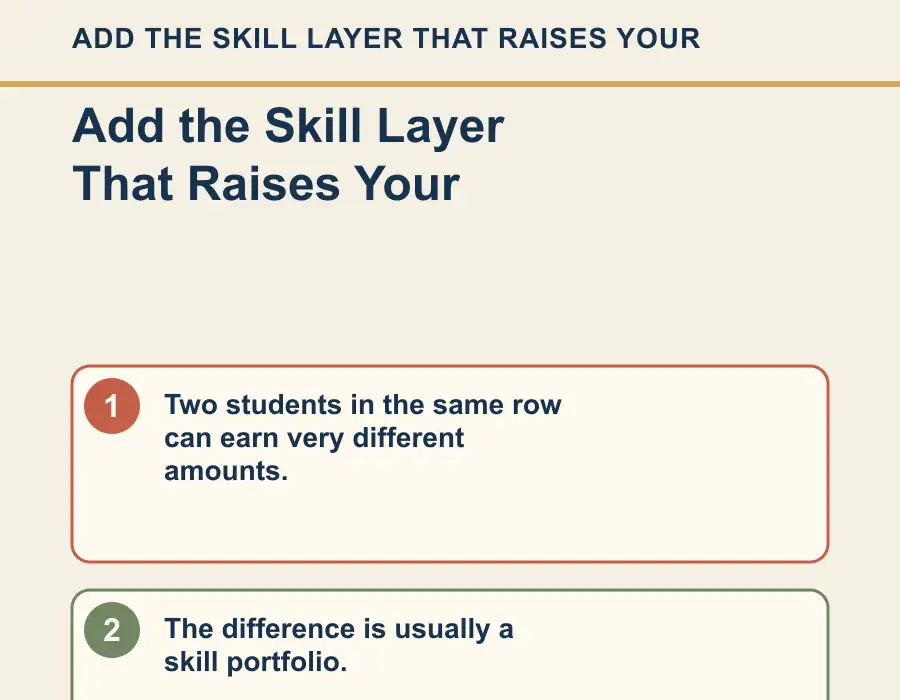 ADD THE SKILL LAYER THAT RAISES YOUR
Add the Skill Layer
That Raises Your
1
Two students in the same row
can earn very different
amounts.
2
The difference is usually a
skill portfolio.